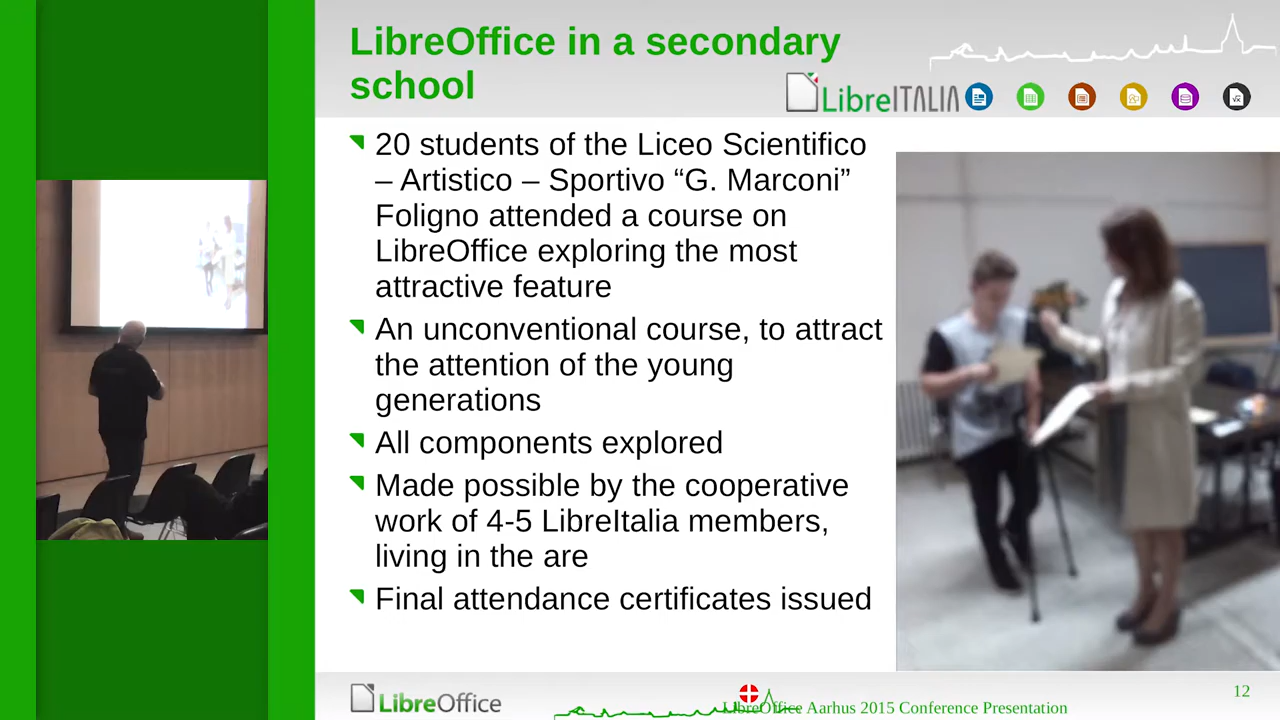 LibreOffice in a secondary
school
LibreITALIA
20 students of the Liceo Scientifico
– Artistico – Sportivo “G. Marconi”
Foligno attended a course on
LibreOffice exploring the most
attractive feature
An unconventional course, to attract
the attention of the young
generations
All components explored
Made possible by the cooperative
work of 4-5 LibreItalia members,
living in the are
Final attendance certificates issued
LibreOffice
LibreOffice Aarhus 2015 Conference Presentation
12